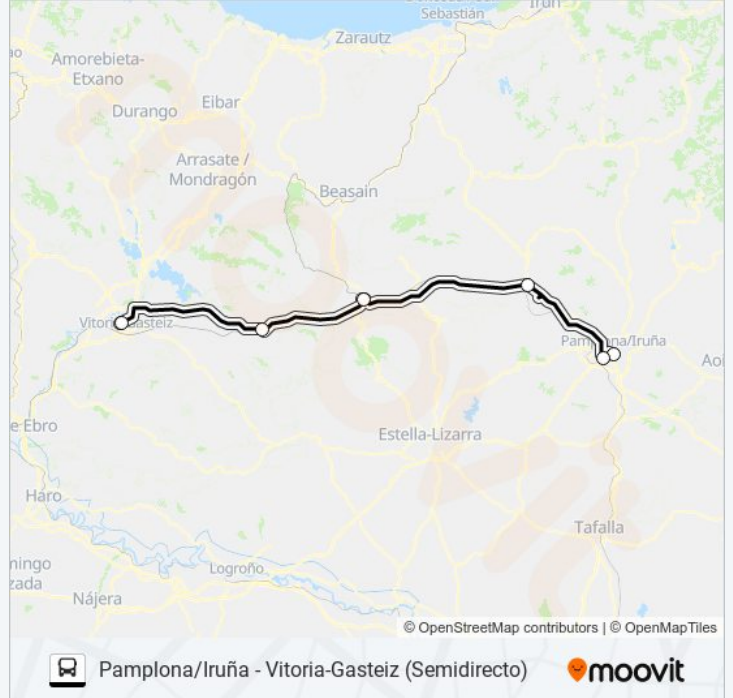 Sebastián
Irun
Zarautz
Amorebieta-
Etxano
Durango
Eibar
Arrasate /
Mondragón
Beasain
Vitoria-Gasteiz
Pamplona/Iruña
Estella-Lizarra
e Ebro
Haro
Tafalla
Logroño
Nájera
© OpenStreetMap contributors | © OpenMapTiles
Pamplona/Iruña - Vitoria-Gasteiz (Semidirecto)
moovit